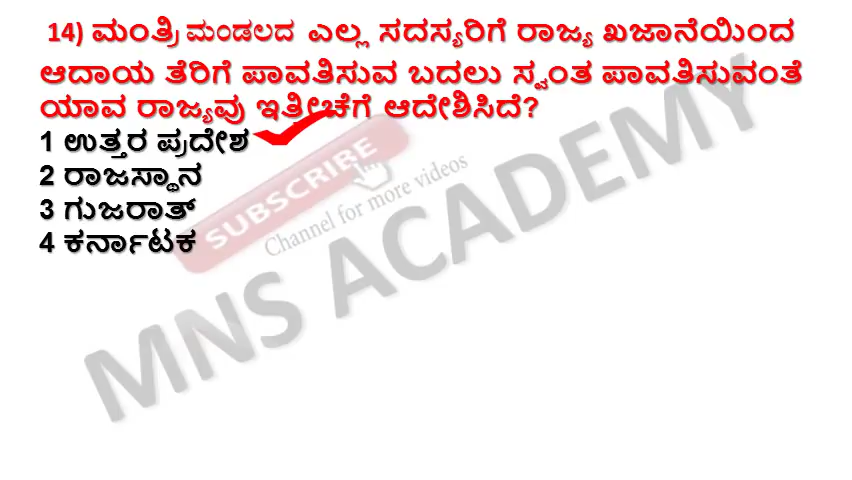 14) ಮಂತ್ರಿ ಮಂಡಲದ ಎಲ್ಲ ಸದಸ್ಯರಿಗೆ ರಾಜ್ಯ ಖಜಾನೆಯಿಂದ
ಆದಾಯ ತೆರಿಗೆ ಪಾವತಿಸುವ ಬದಲು ಸ್ವಂತ ಪಾವತಿಸುವಂತೆ
ಯಾವ ರಾಜ್ಯವು ಇತ್ತೀಚೆಗೆ ಆದೇಶಿಸಿದೆ?
1 ಉತ್ತರ ಪ್ರದೇಶ
2 ರಾಜಸ್ಥಾನ
3 ಗುಜರಾತ್
4 ಕರ್ನಾಟಕ
SUBSCRIBE
Channel for more videos
MNS ACADEMY